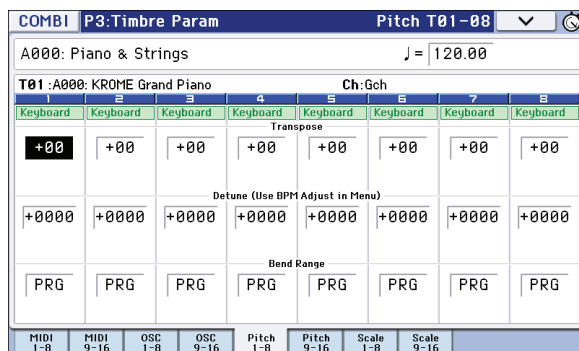 COMBI P3:Timbre Param Pitch T01-08
A000: Piano & Strings ♩= 120.00
T01 :A000: KROME Grand Piano Ch:Gch
1 2 3 4 5 6 7 8
Keyboard Keyboard Keyboard Keyboard Keyboard Keyboard Keyboard Keyboard
Transpose
+00 +00 +00 +00 +00 +00 +00 +00
Detune (Use BPM Adjust in Menu)
+0000 +0000 +0000 +0000 +0000 +0000 +0000 +0000
Bend Range
PRG PRG PRG PRG PRG PRG PRG PRG
MIDI 1-8 MIDI 9-16 OSC 1-8 OSC 9-16 Pitch 1-8 Pitch 9-16 Scale 1-8 Scale 9-16